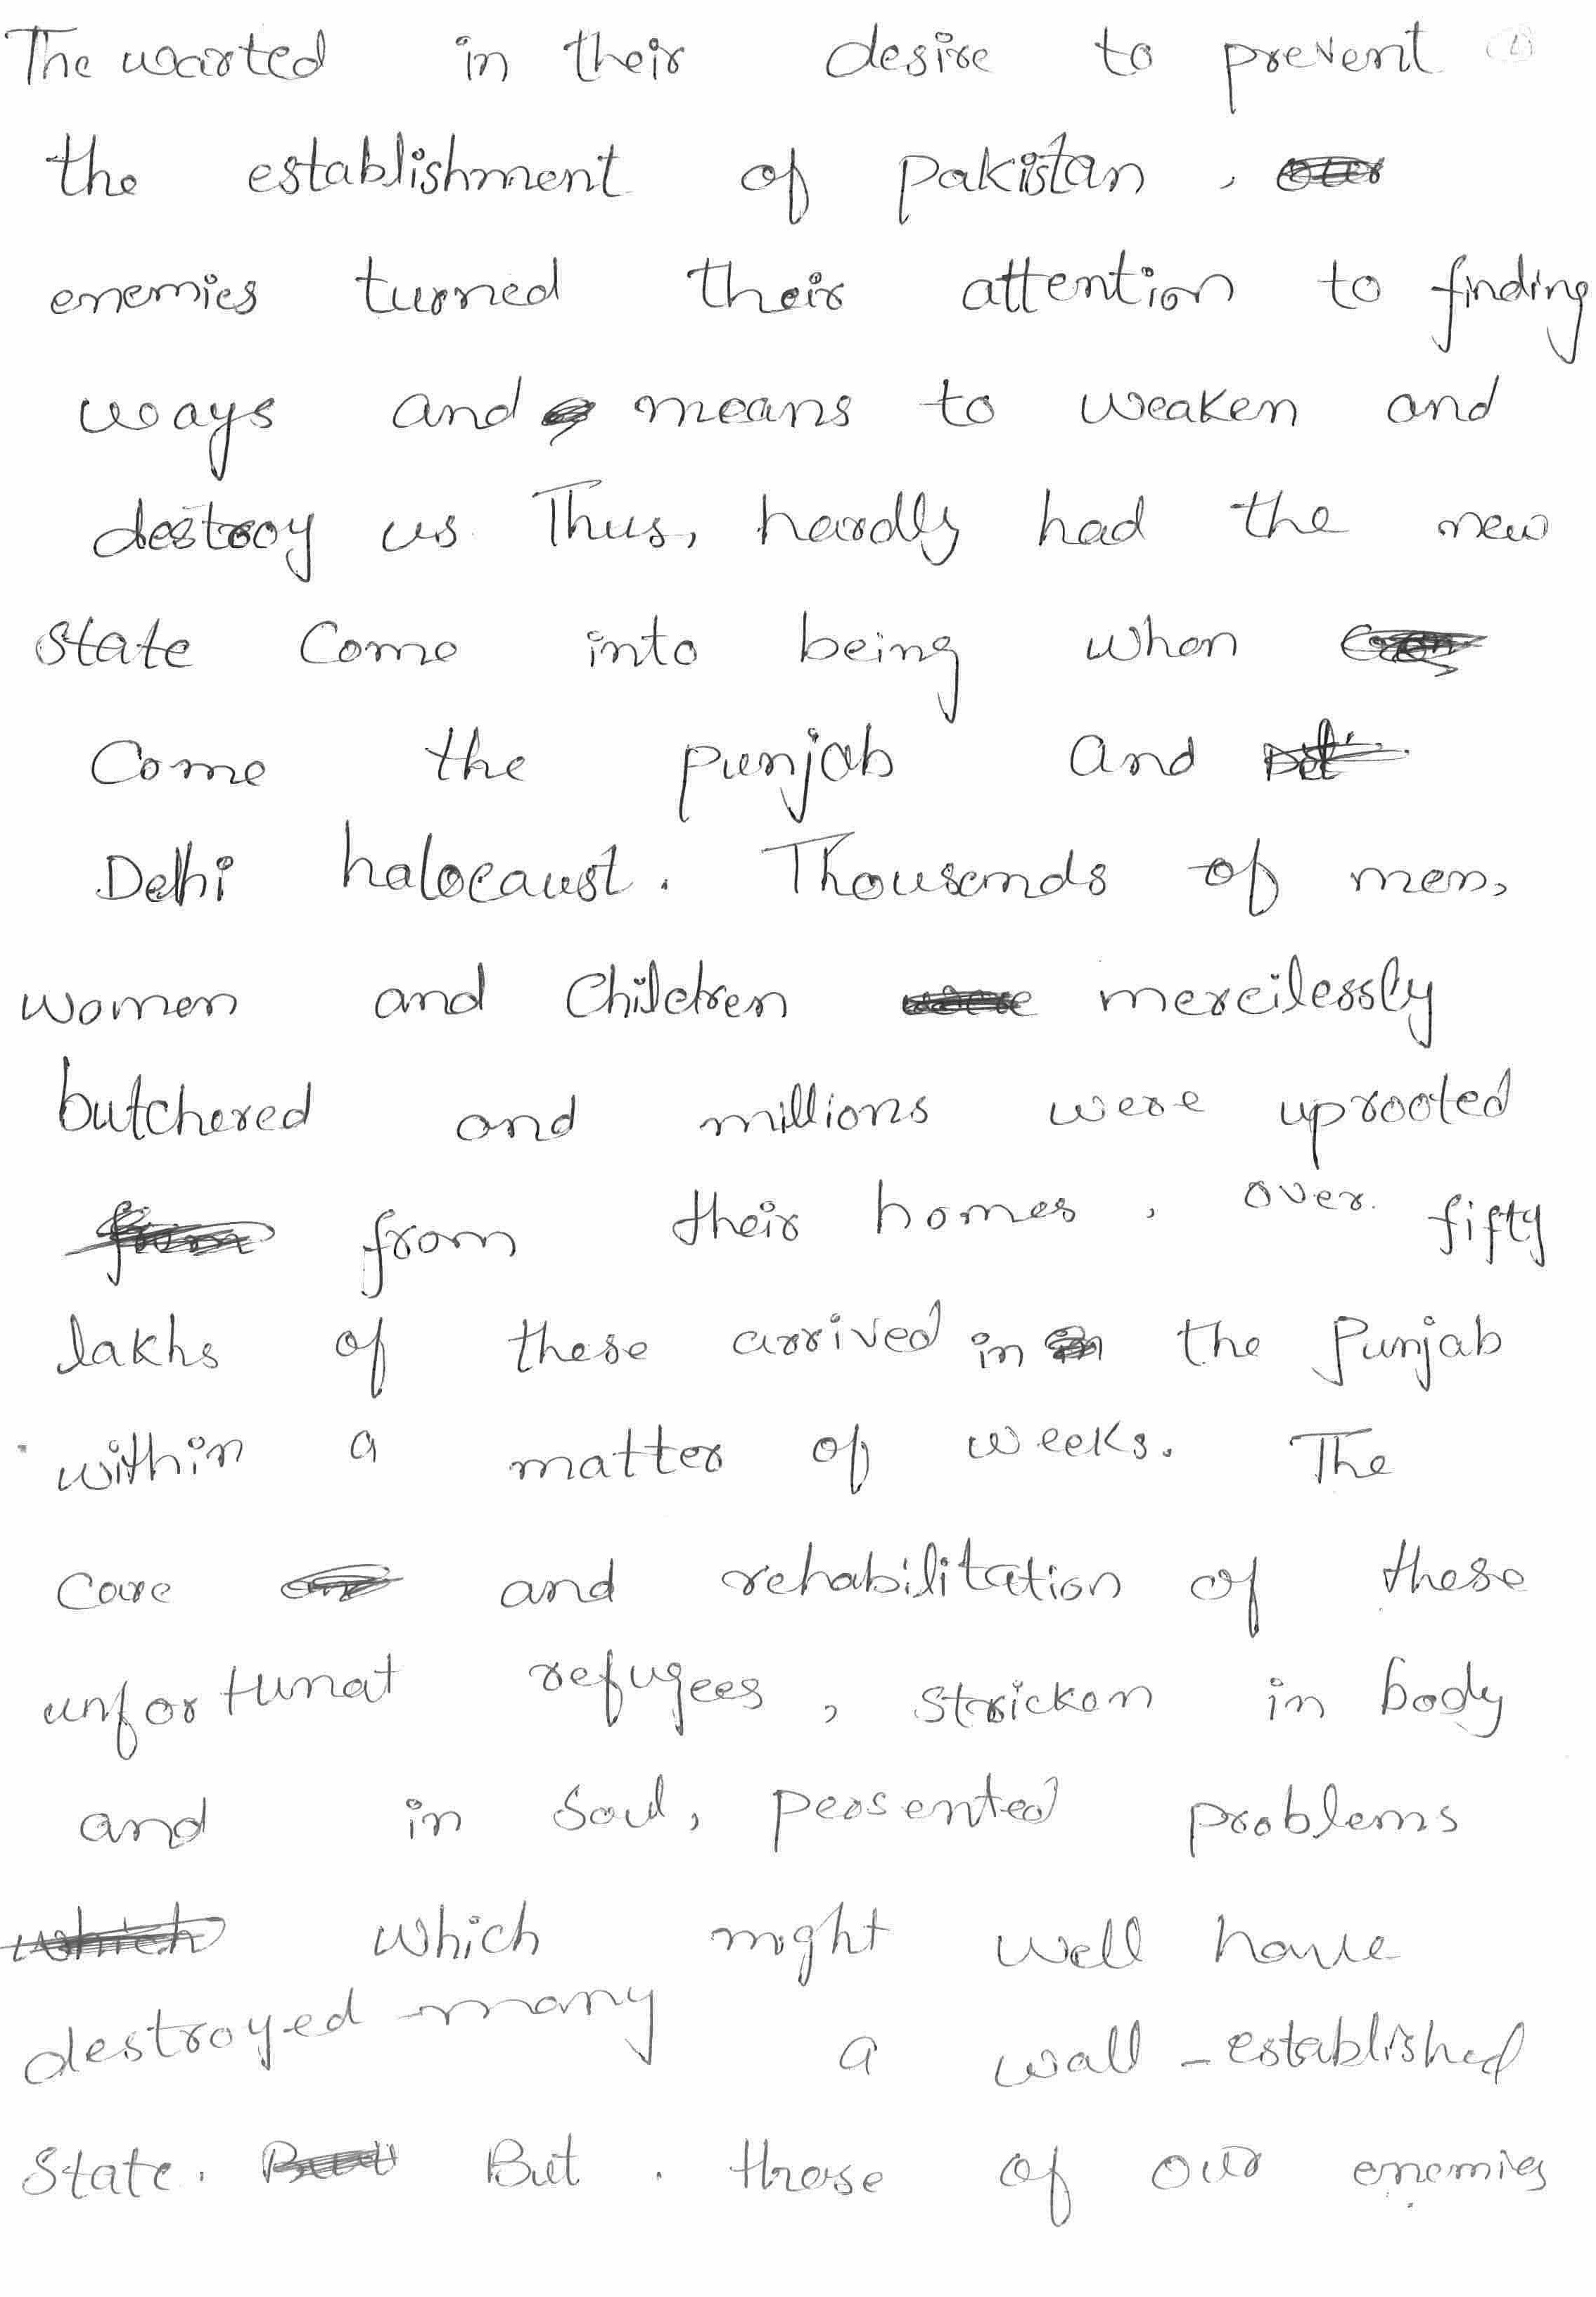 The warted in their desire to prevent
the establishment of pakistan ,
enemies turned their attention to finding
ways and means to weaken and
destroy us. Thus, hardly had the new
state Come into being when
Come the punjab and
Delhi halocaust. Thousands of men,
women and Children mercilessly
butchered and millions were uprooted
from their homes, over fifty
lakhs of these arrived in the Punjab
within a matter of weeks. The
Care and rehabilitation of these
unfortunat refugees, stricken in body
and in Soul, persented problems
which might well have
destroyed many a wall-established
State. But . those of our enemies